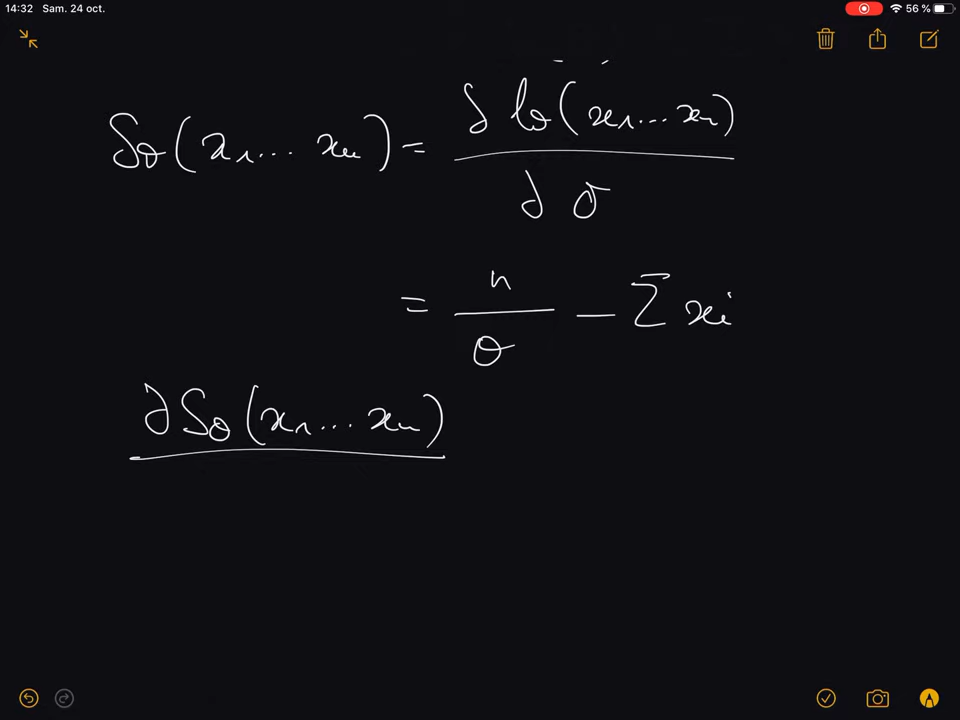 14:32 Sam. 24 oct. 56 %
Sθ(x₁... xₙ) = ∂ lθ(x₁...xₙ)
∂ θ
= n
θ
− Σ xi
∂Sθ(x₁...xₙ)